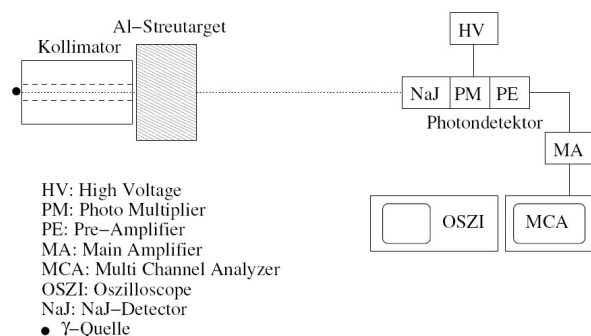 Al-Streutarget
Kollimator
HV
NaJ PM PE
Photondetektor
MA
OSZI
MCA
HV: High Voltage
PM: Photo Multiplier
PE: Pre-Amplifier
MA: Main Amplifier
MCA: Multi Channel Analyzer
OSZI: Oszilloscope
NaJ: NaJ-Detector
γ-Quelle